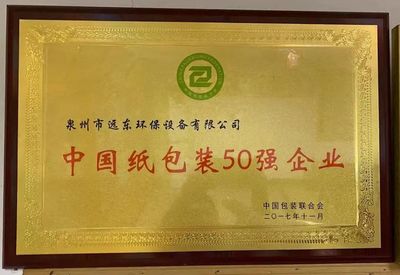 泉州市远东环保设备有限公司
中国纸包装50强企业
中国包装联合会
二〇一七年十一月